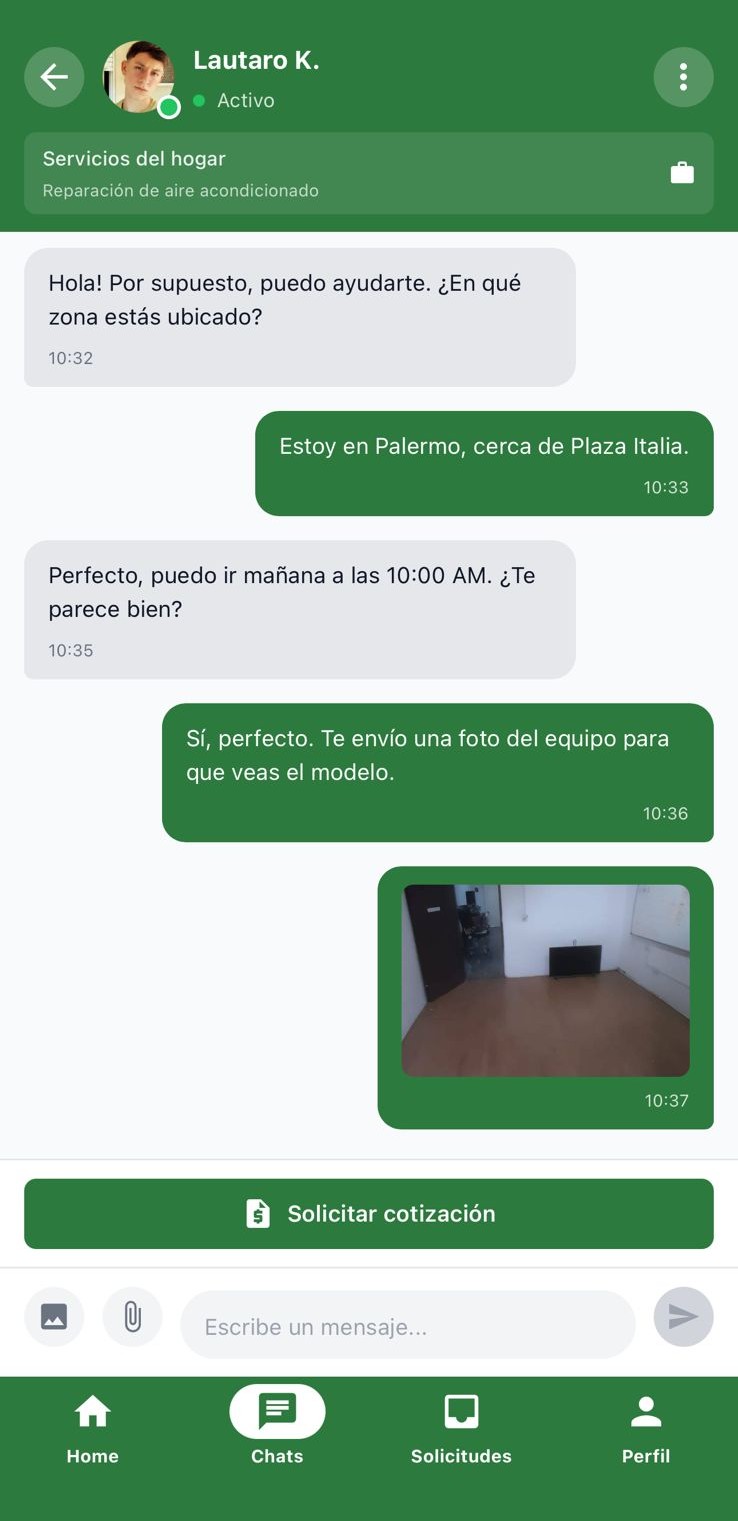 Lautaro K.
Activo
Servicios del hogar
Reparación de aire acondicionado
Hola! Por supuesto, puedo ayudarte. ¿En qué
zona estás ubicado?
10:32
Estoy en Palermo, cerca de Plaza Italia.
10:33
Perfecto, puedo ir mañana a las 10:00 AM. ¿Te
parece bien?
10:35
Sí, perfecto. Te envío una foto del equipo para
que veas el modelo.
10:36
10:37
Solicitar cotización
Escribe un mensaje...
Home
Chats
Solicitudes
Perfil